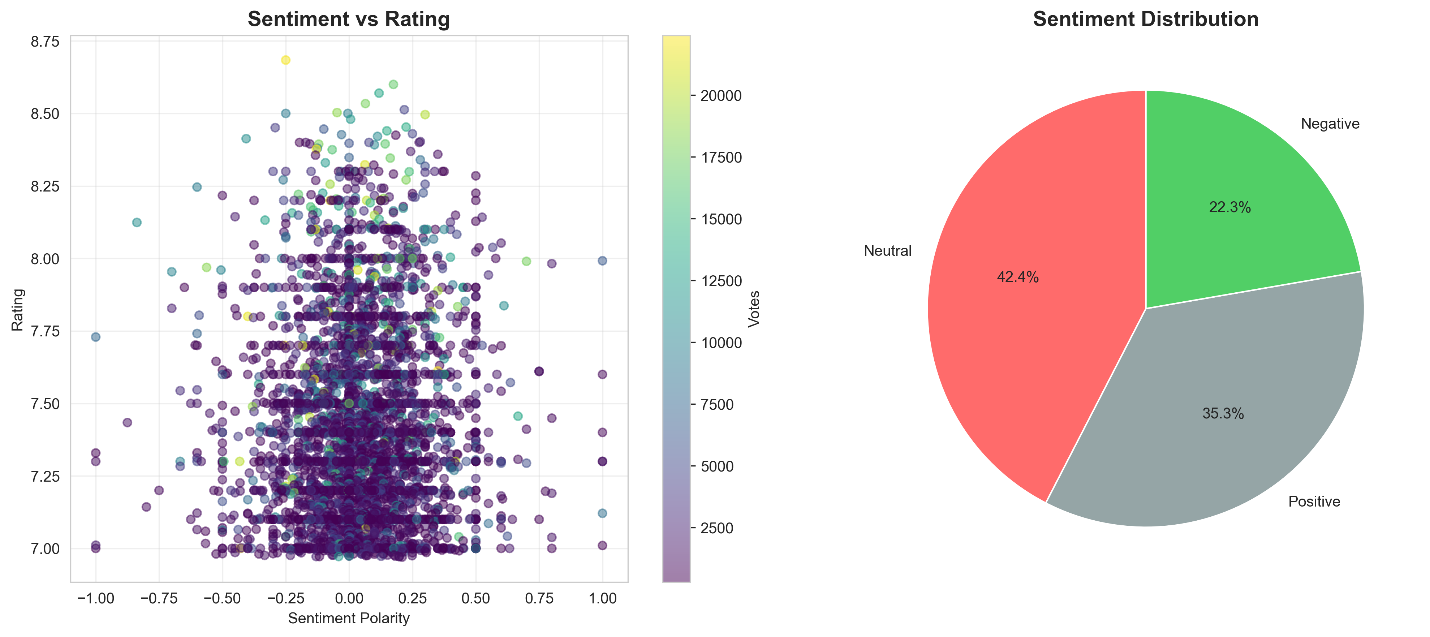 Sentiment vs Rating
8.75
8.50
8.25
8.00
7.75
7.50
7.25
7.00
Rating
−1.00 −0.75 −0.50 −0.25 0.00 0.25 0.50 0.75 1.00
Sentiment Polarity
20000
17500
15000
12500
10000
7500
5000
2500
Votes
Sentiment Distribution
Negative
22.3%
Neutral
42.4%
35.3%
Positive